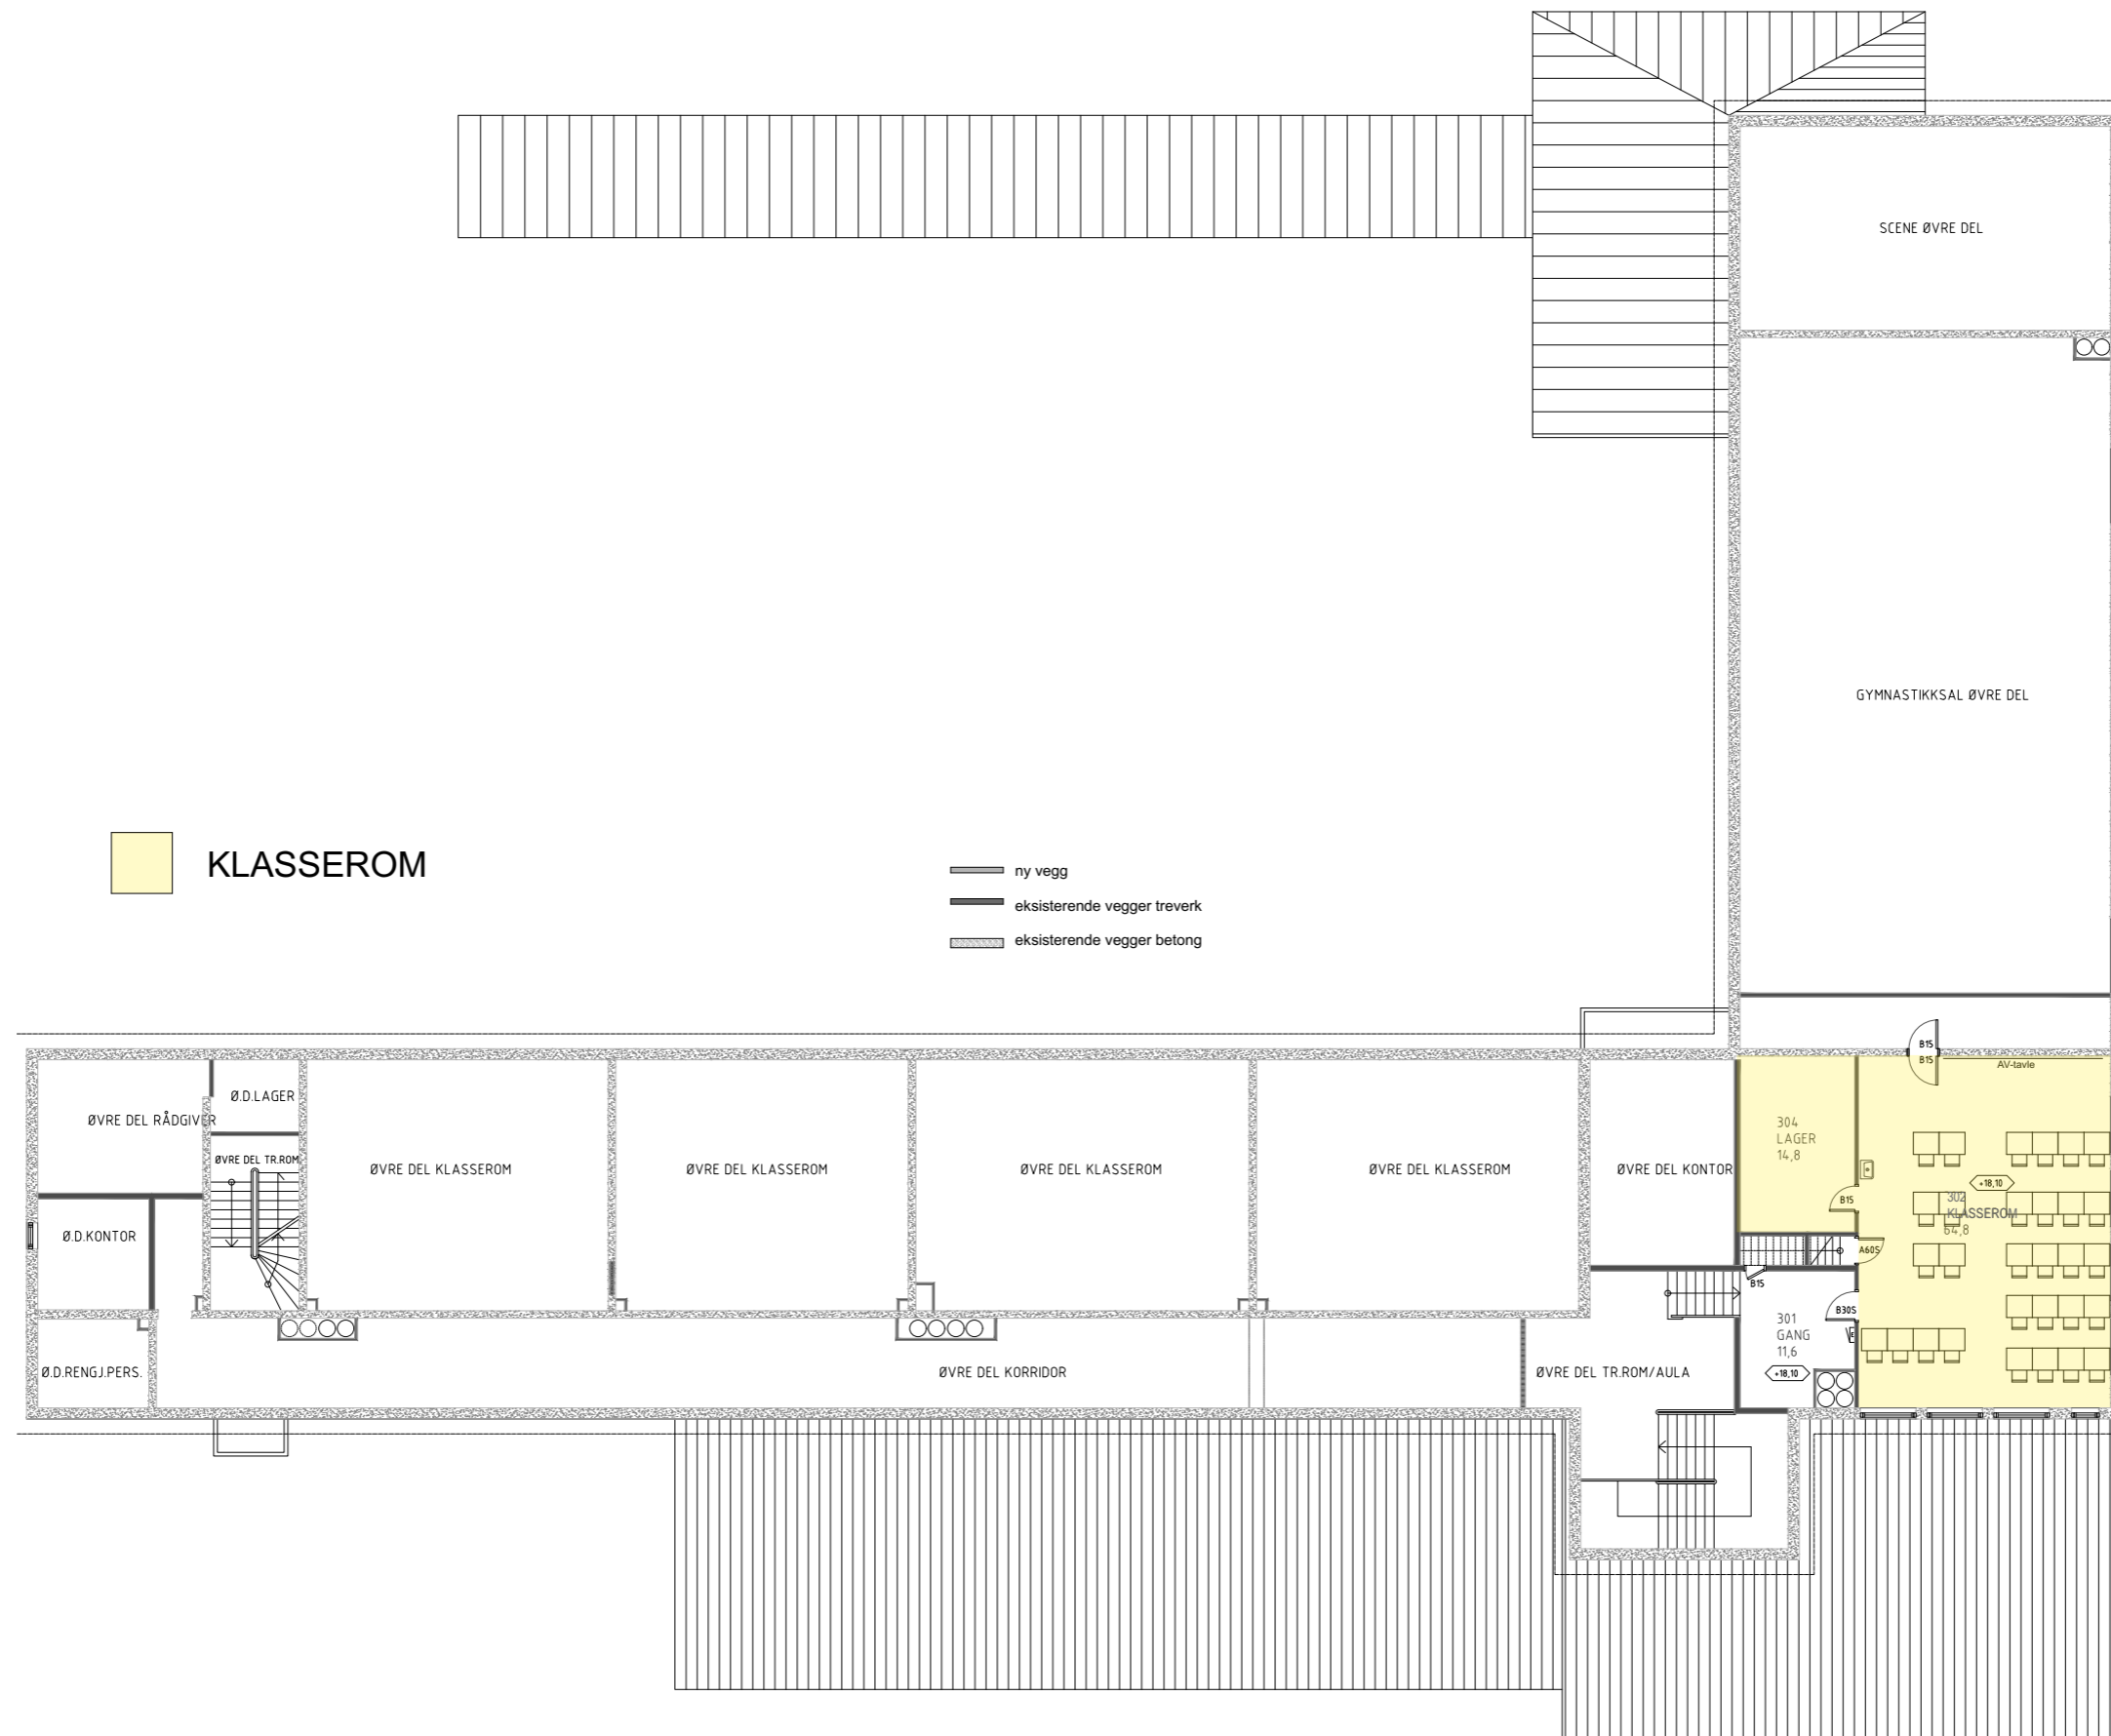 SCENE ØVRE DEL
GYMNASTIKKSAL ØVRE DEL
KLASSEROM
ny vegg
eksisterende vegger treverk
eksisterende vegger betong
B15
B15
AV-tavle
Ø.D.LAGER
ØVRE DEL RÅDGIVER
ØVRE DEL TR.ROM
ØVRE DEL KLASSEROM
ØVRE DEL KLASSEROM
ØVRE DEL KLASSEROM
ØVRE DEL KLASSEROM
ØVRE DEL KONTOR
304
LAGER
14,8
B15
+18,10
302
KLASSEROM
64,8
Ø.D.KONTOR
A60S
B15
B30S
301
GANG
11,6
+18,10
Ø.D.RENGJ.PERS.
ØVRE DEL KORRIDOR
ØVRE DEL TR.ROM/AULA